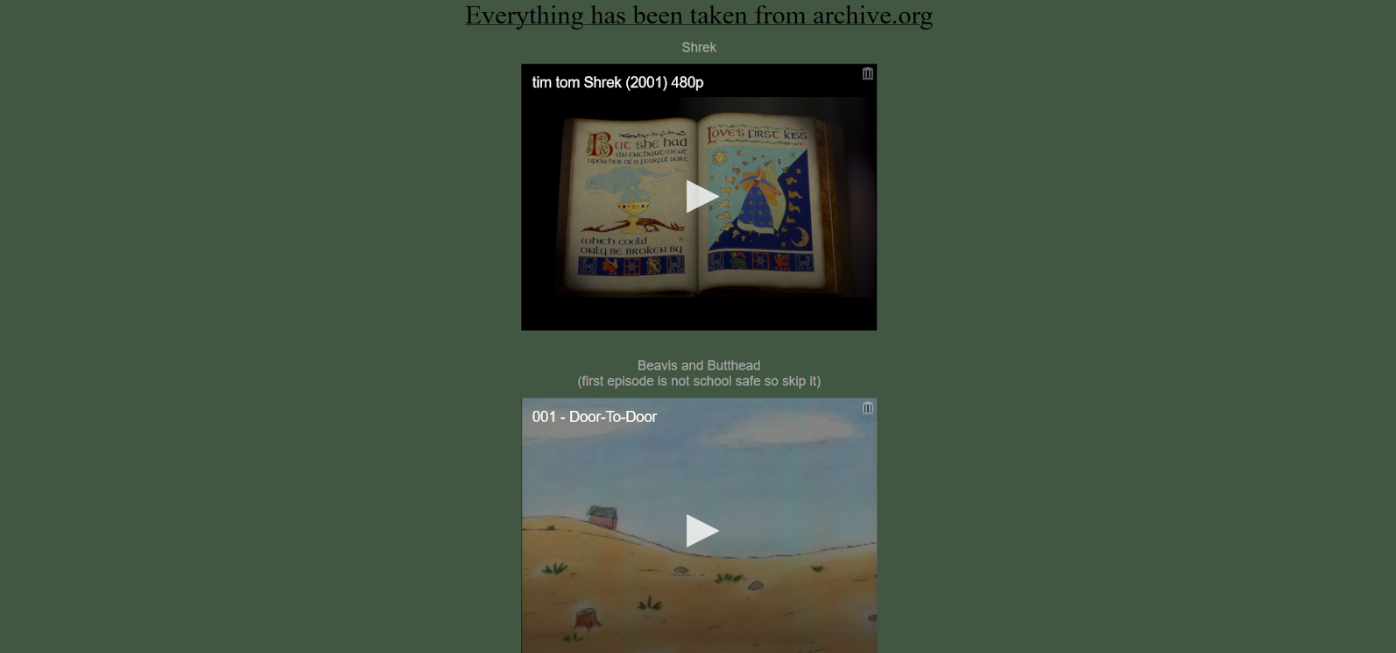 Everything has been taken from archive.org
Shrek
tim tom Shrek (2001) 480p
But she had
an enchantment
upon her of a fearful sort
which could
only be broken by
Love's first kiss
Beavis and Butthead
(first episode is not school safe so skip it)
001 - Door-To-Door